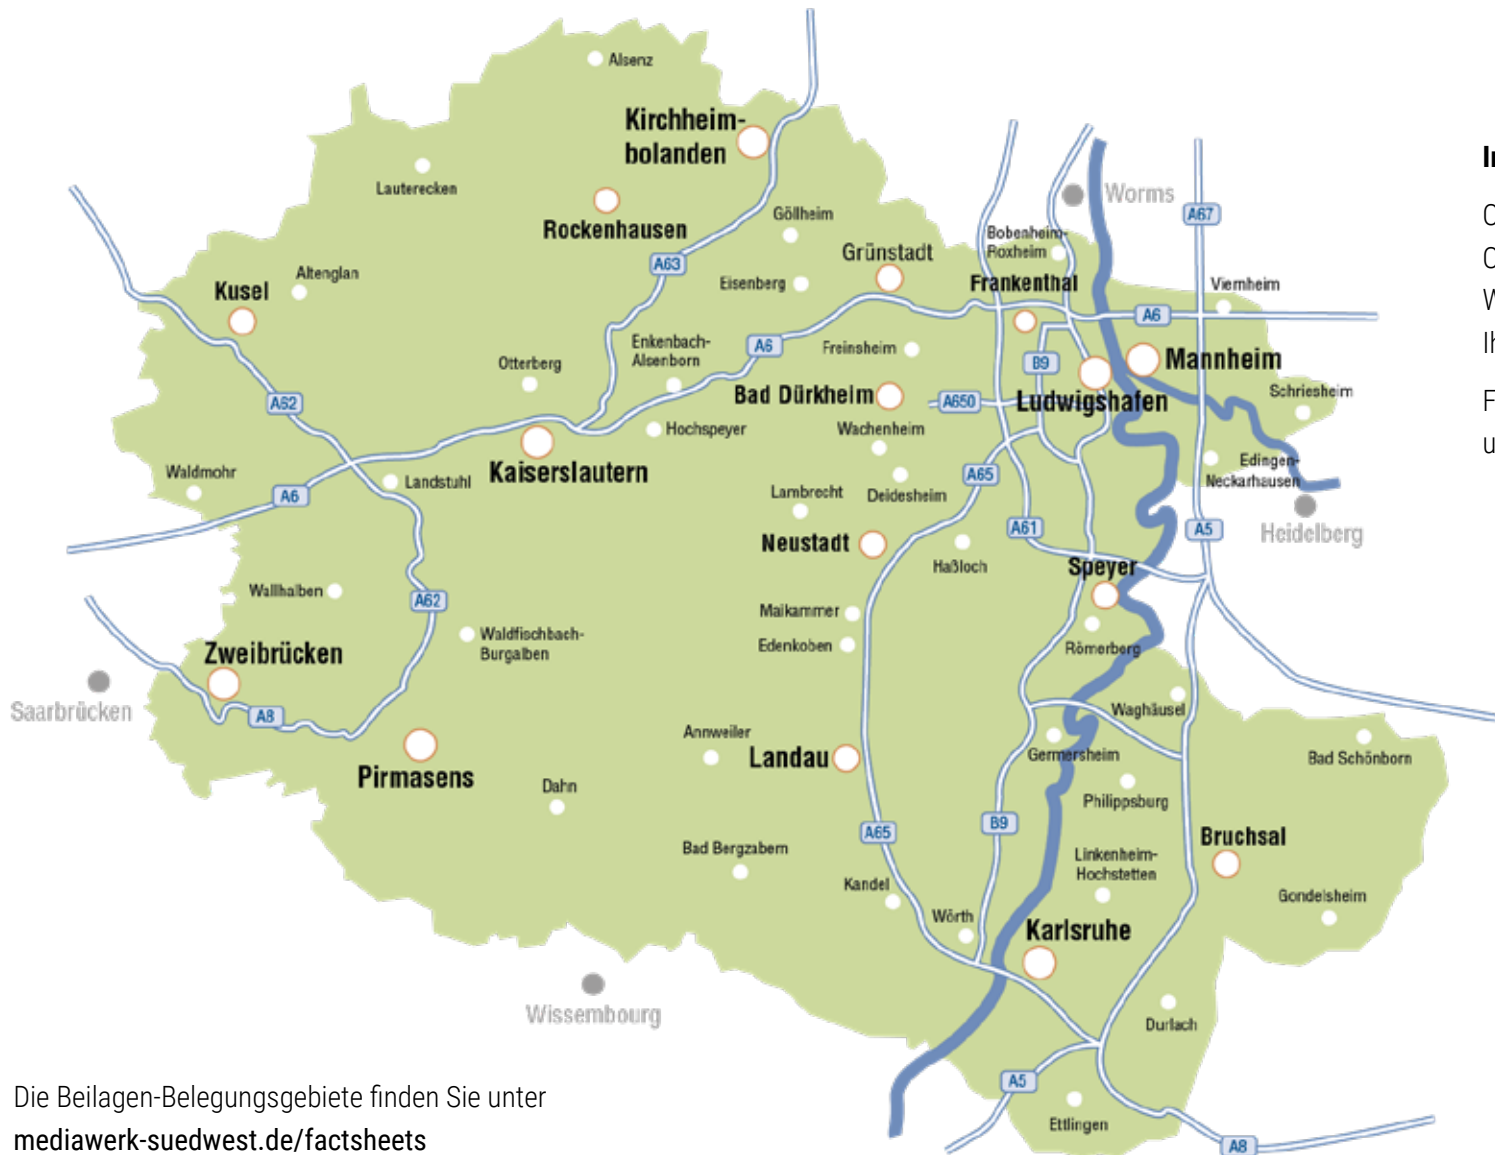 Alsenz
Kirchheim-
bolanden
Lauterecken
Rockenhausen
Göllheim
Worms
A67
Bobenheim-
Roxheim
Grünstadt
A63
Altenglan
Eisenberg
Frankenthal
Viernheim
Kusel
A6
Enkenbach-
Alsenborn
A6
Freinsheim
Otterberg
B9
Mannheim
Bad Dürkheim
A650
Ludwigshafen
Schriesheim
A62
Hochspeyer
Wachenheim
Edingen-
Neckarhausen
Waldmohr
Kaiserslautern
Landstuhl
A65
A6
Lambrecht
Deidesheim
Neustadt
A61
A5
Heidelberg
Haßloch
Speyer
Wallhalben
A62
Maikammer
Waldfischbach-
Burgalben
Edenkoben
Römerberg
Zweibrücken
Saarbrücken
A8
Waghäusel
Annweiler
Landau
Germersheim
Bad Schönborn
Pirmasens
Dahn
Philippsburg
A65
B9
Bruchsal
Bad Bergzabern
Linkenheim-
Hochstetten
Kandel
Gondelsheim
Wörth
Karlsruhe
Wissembourg
Durlach
A5
Ettlingen
A8
Die Beilagen-Belegungsgebiete finden Sie unter
mediawerk-suedwest.de/factsheets